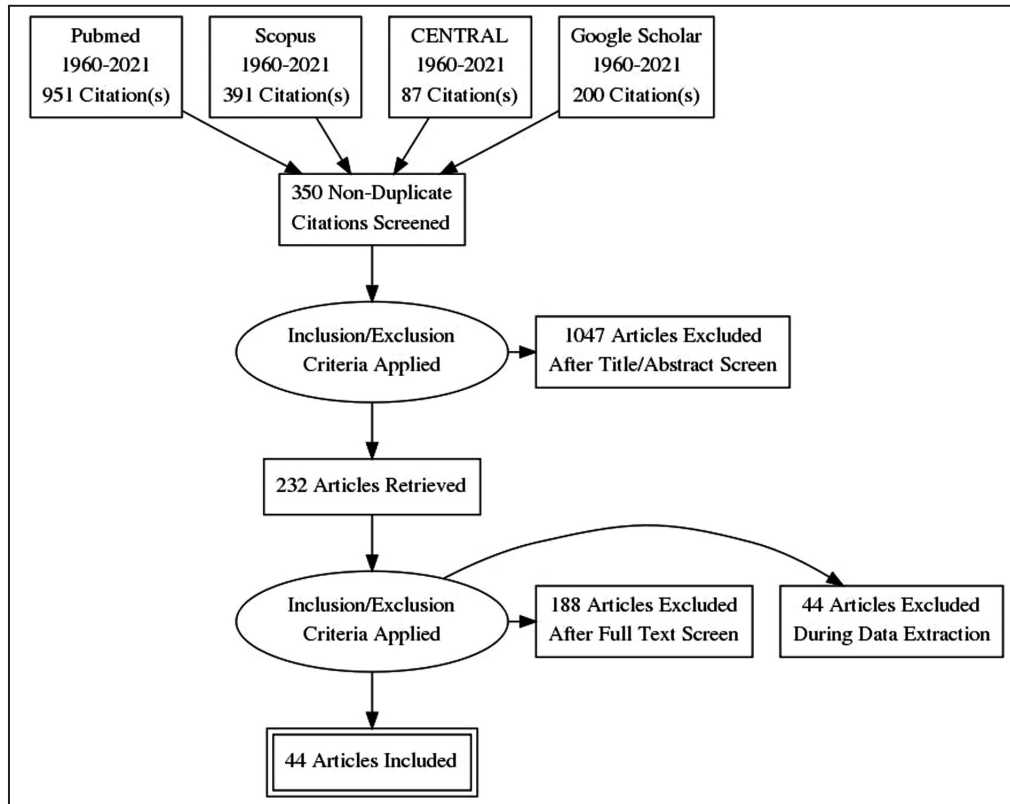 Pubmed
1960-2021
951 Citation(s)
Scopus
1960-2021
391 Citation(s)
CENTRAL
1960-2021
87 Citation(s)
Google Scholar
1960-2021
200 Citation(s)
350 Non-Duplicate
Citations Screened
Inclusion/Exclusion
Criteria Applied
1047 Articles Excluded
After Title/Abstract Screen
232 Articles Retrieved
Inclusion/Exclusion
Criteria Applied
188 Articles Excluded
After Full Text Screen
44 Articles Excluded
During Data Extraction
44 Articles Included